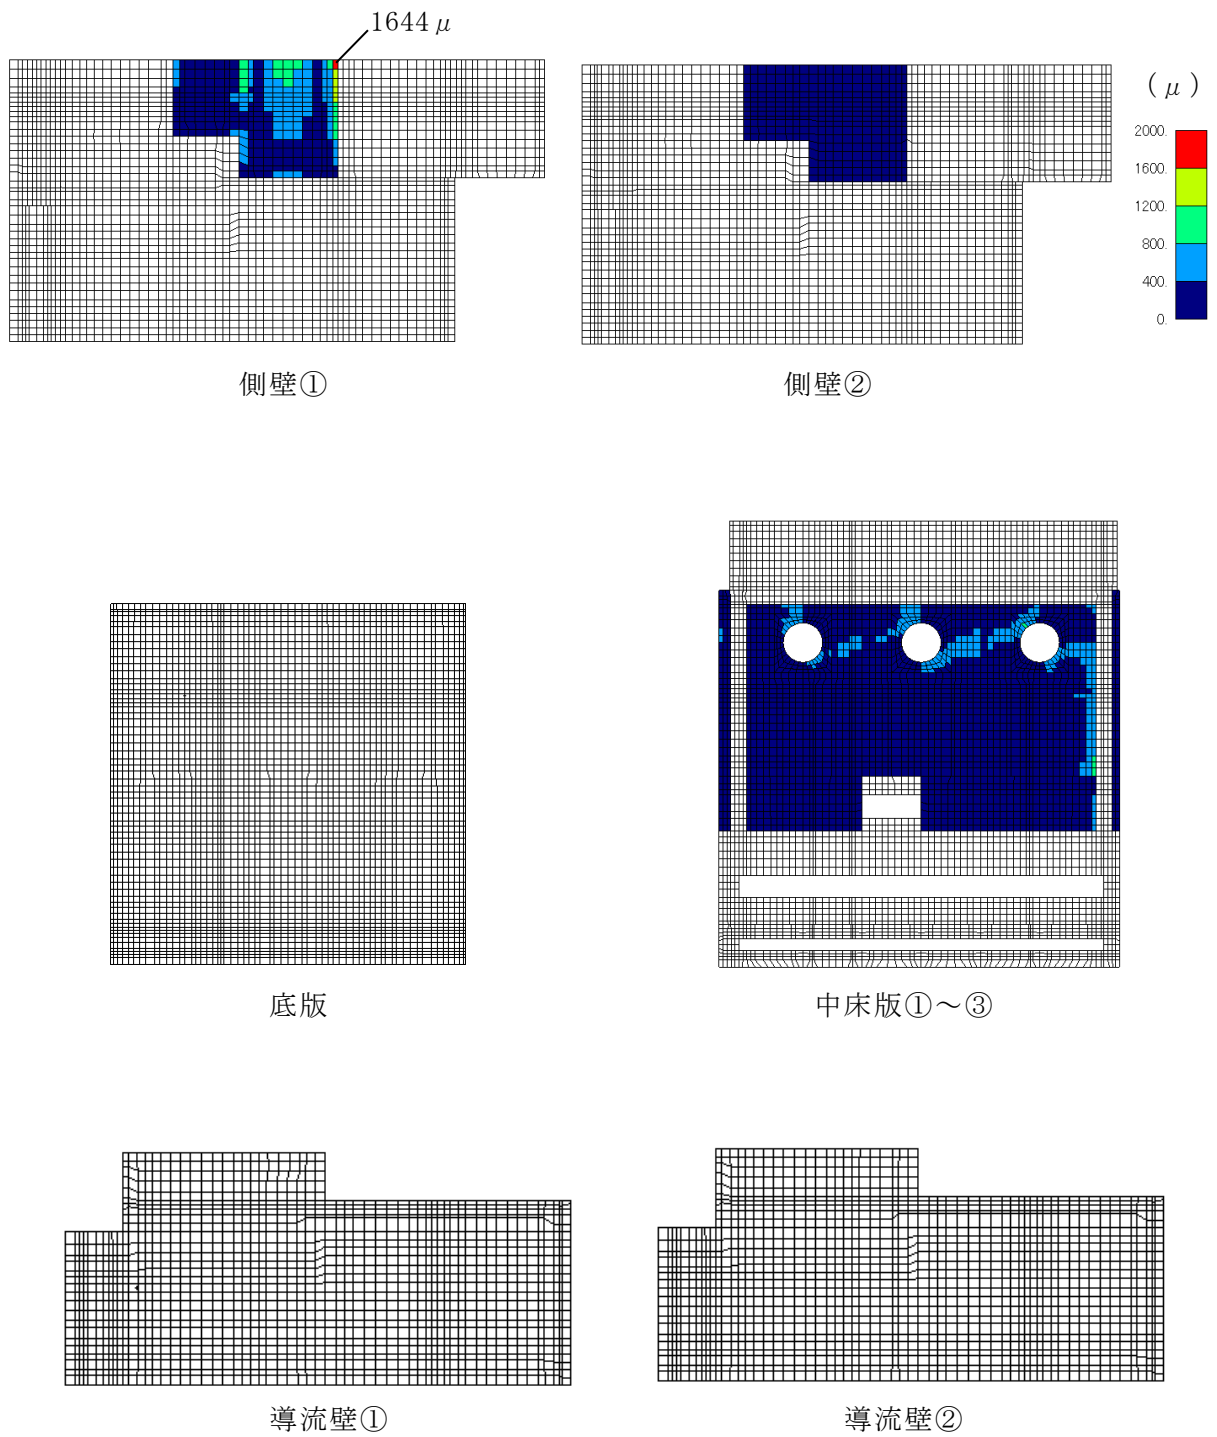 1644μ
(μ)
2000.
1600.
1200.
800.
400.
0.
側壁①
側壁②
底版
中床版①~③
導流壁①
導流壁②